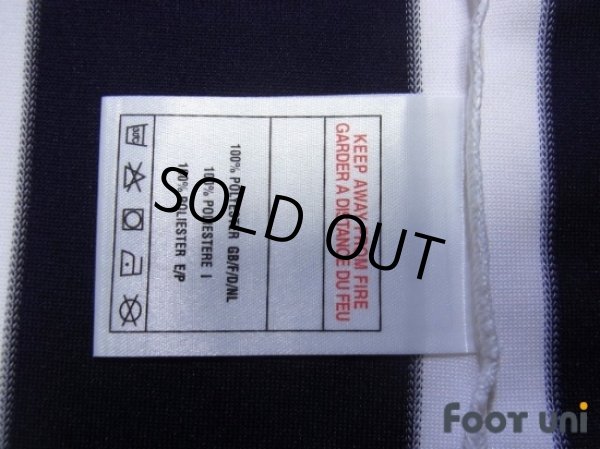 KEEP AWAY FROM FIRE
GARDER A DISTANCE DU FEU
100% POLYESTER GB/F/D/NL
100% POLIESTERE I
100% POLIESTER E/P
SOLD OUT
Foot uni